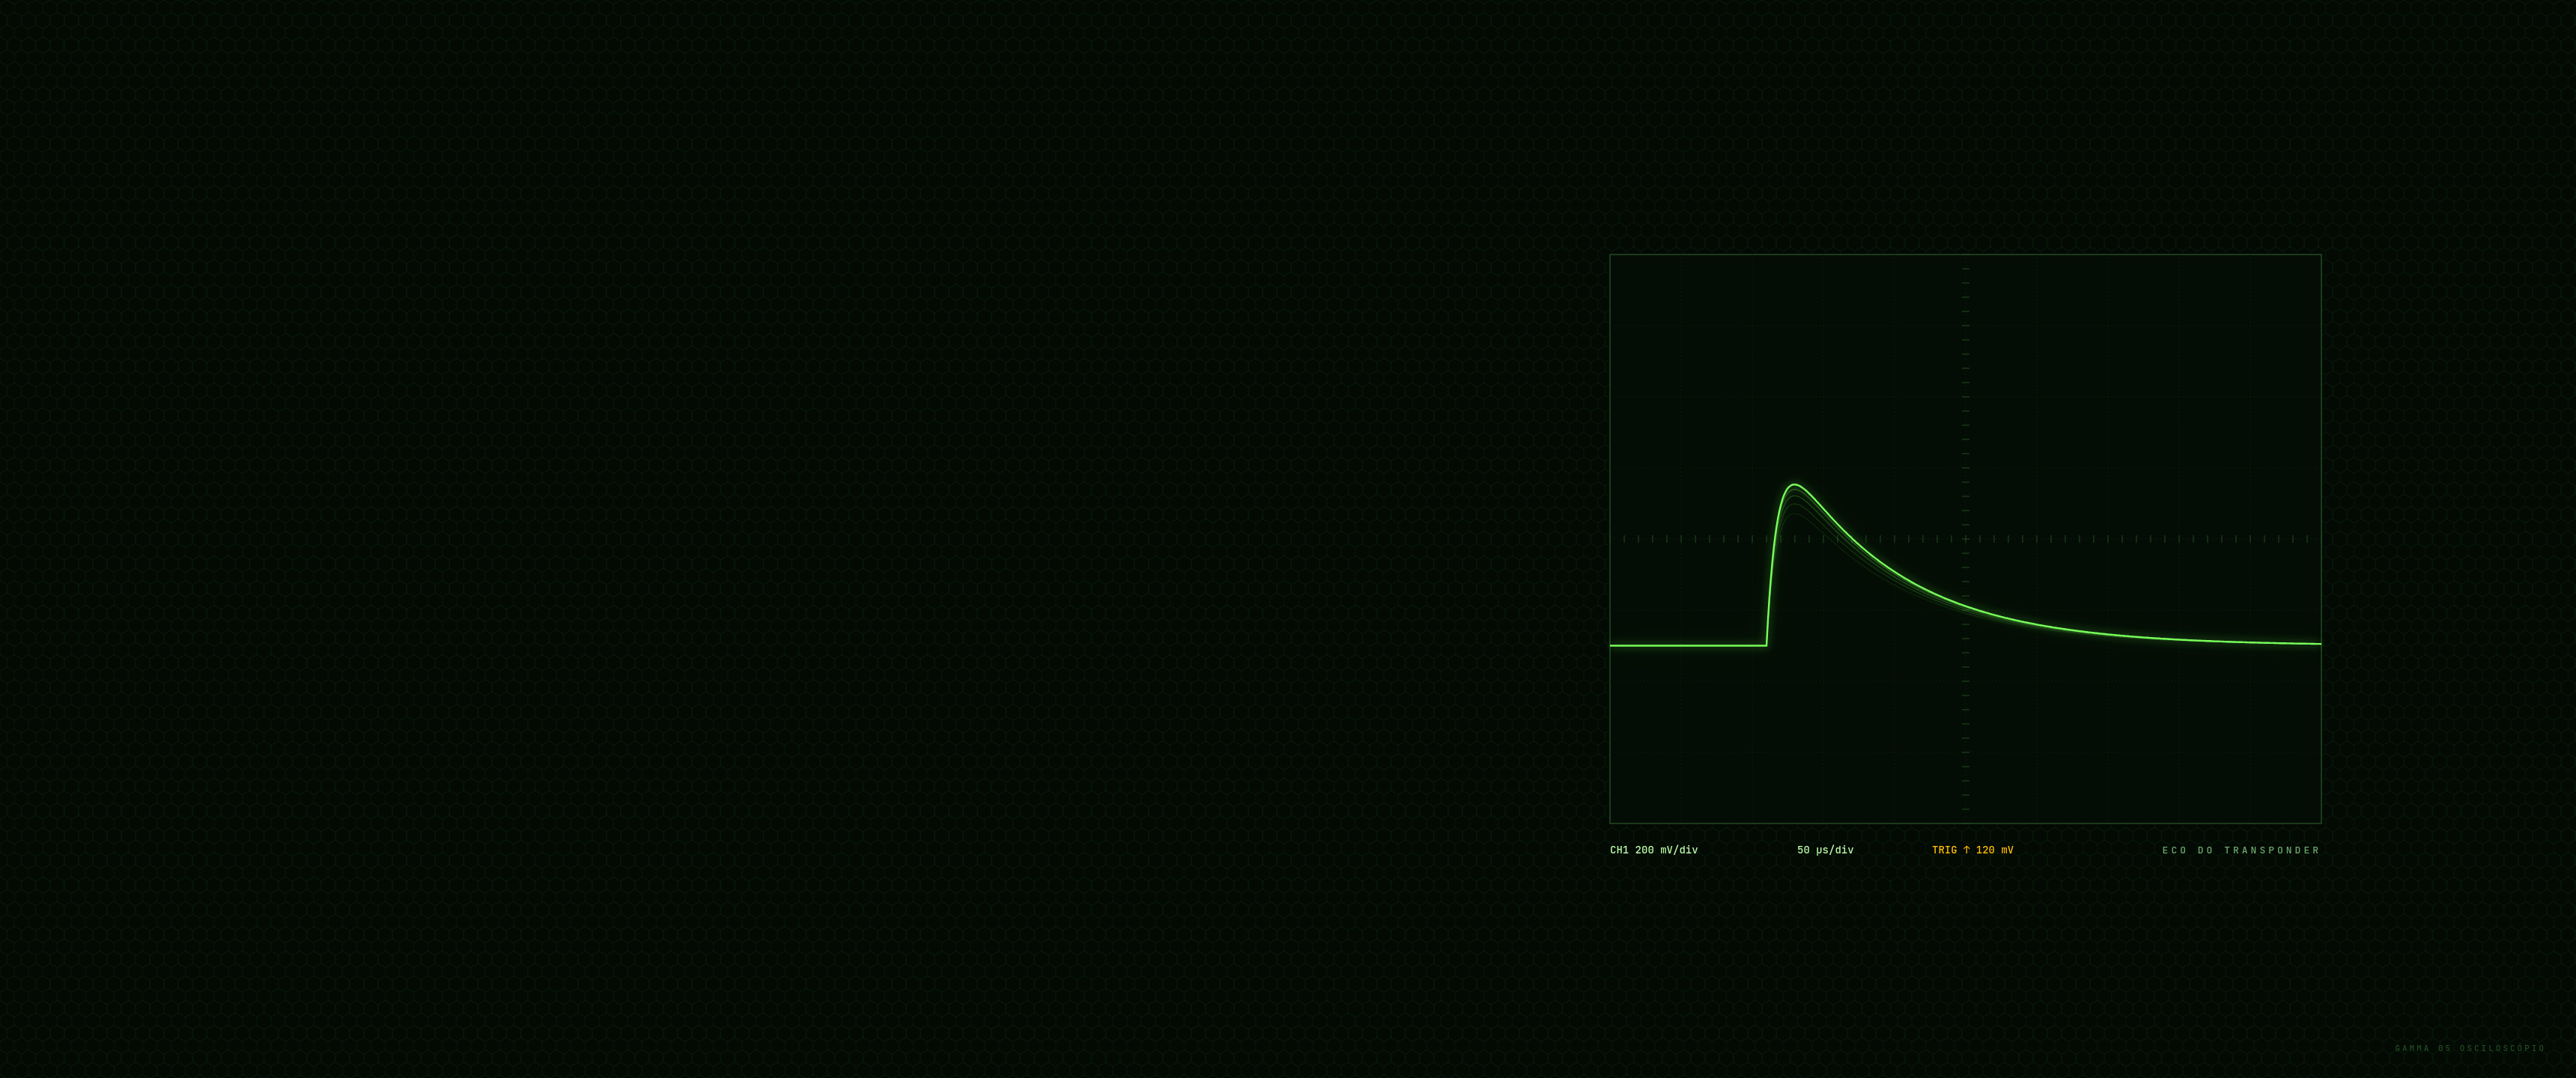 CH1 200 mV/div 50 µs/div TRIG ↑ 120 mV ECO DO TRANSPONDER
GAMMA 05 OSCILOSCÓPIO